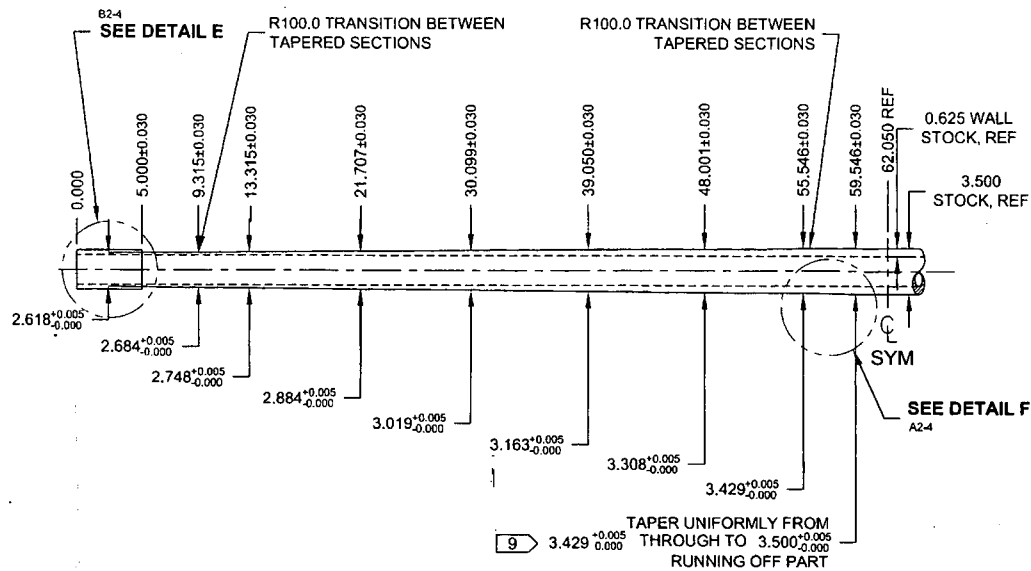 B2-4
SEE DETAIL E
R100.0 TRANSITION BETWEEN
TAPERED SECTIONS
R100.0 TRANSITION BETWEEN
TAPERED SECTIONS
0.000
5.000±0.030
9.315±0.030
13.315±0.030
21.707±0.030
30.099±0.030
39.050±0.030
48.001±0.030
55.546±0.030
59.546±0.030
62.050 REF
0.625 WALL
STOCK, REF
3.500
STOCK, REF
2.618 +0.005 -0.000
2.684 +0.005 -0.000
2.748 +0.005 -0.000
2.884 +0.005 -0.000
3.019 +0.005 -0.000
3.163 +0.005 -0.000
3.308 +0.005 -0.000
3.429 +0.005 -0.000
℄
SYM
SEE DETAIL F
A2-4
TAPER UNIFORMLY FROM
9 3.429 +0.005 0.000 THROUGH TO 3.500 +0.005 -0.000
RUNNING OFF PART